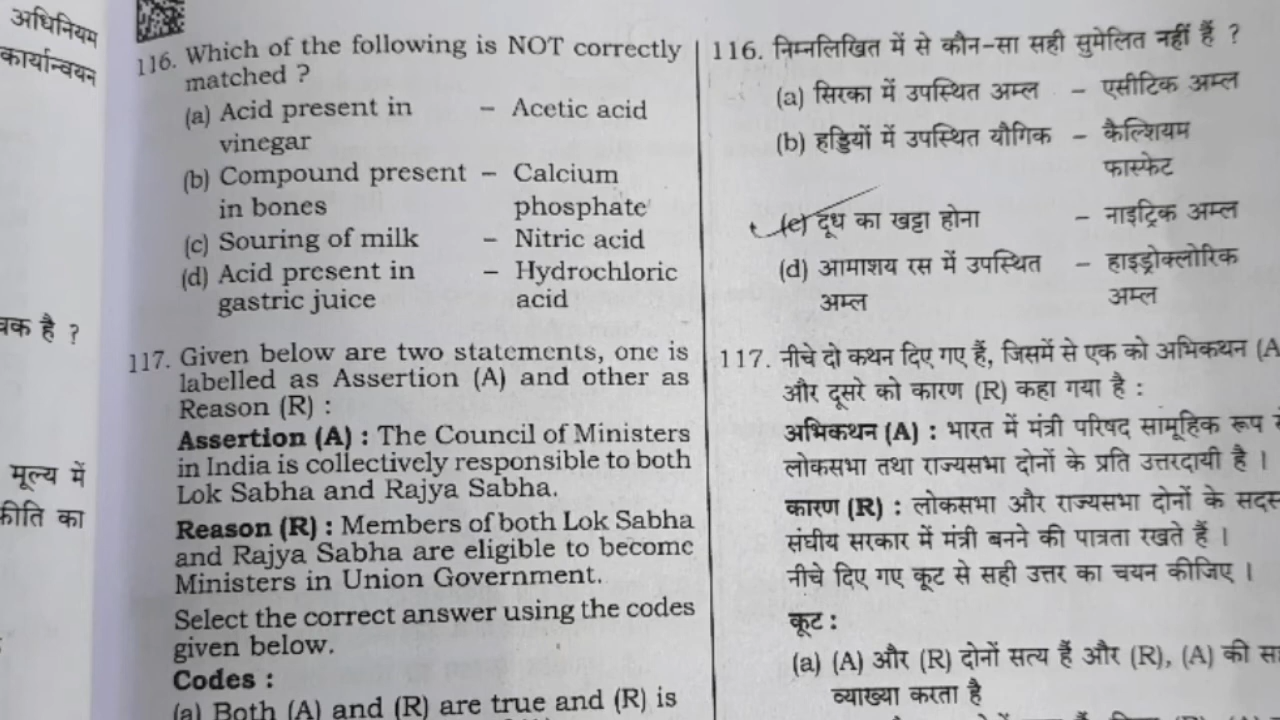 अधिनियम
कार्यान्वयन
है ?
मूल्य में
का
116. Which of the following is NOT correctly
matched ?
(a) Acid present in – Acetic acid
vinegar
(b) Compound present – Calcium
in bones phosphate
(c) Souring of milk – Nitric acid
(d) Acid present in – Hydrochloric
gastric juice acid
117. Given below are two statements, one is
labelled as Assertion (A) and other as
Reason (R) :
Assertion (A) : The Council of Ministers
in India is collectively responsible to both
Lok Sabha and Rajya Sabha.
Reason (R) : Members of both Lok Sabha
and Rajya Sabha are eligible to become
Ministers in Union Government.
Select the correct answer using the codes
given below.
Codes :
(a) Both (A) and (R) are true and (R) is
116. निम्नलिखित में से कौन-सा सही सुमेलित नहीं हैं ?
(a) सिरका में उपस्थित अम्ल – एसीटिक अम्ल
(b) हड्डियों में उपस्थित यौगिक – कैल्शियम
फास्फेट
(c) दूध का खट्टा होना – नाइट्रिक अम्ल
(d) आमाशय रस में उपस्थित – हाइड्रोक्लोरिक
अम्ल अम्ल
117. नीचे दो कथन दिए गए हैं, जिसमें से एक को अभिकथन (A
और दूसरे को कारण (R) कहा गया है :
अभिकथन (A) : भारत में मंत्री परिषद सामूहिक रूप
लोकसभा तथा राज्यसभा दोनों के प्रति उत्तरदायी है ।
कारण (R) : लोकसभा और राज्यसभा दोनों के
संघीय सरकार में मंत्री बनने की पात्रता रखते हैं ।
नीचे दिए गए कूट से सही उत्तर का चयन कीजिए ।
कूट :
(a) (A) और (R) दोनों सत्य हैं और (R), (A) की
व्याख्या करता है